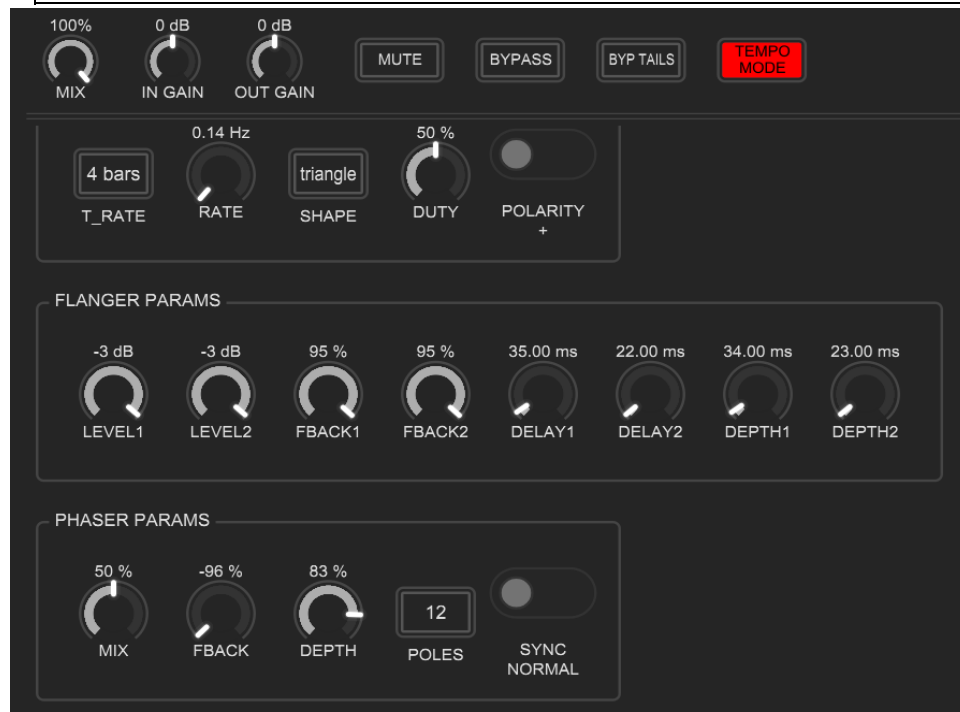 100% 0 dB 0 dB
MUTE BYPASS BYP TAILS TEMPO
MODE
MIX IN GAIN OUT GAIN
0.14 Hz 50 %
4 bars triangle
T_RATE RATE SHAPE DUTY POLARITY
+
FLANGER PARAMS
-3 dB -3 dB 95 % 95 % 35.00 ms 22.00 ms 34.00 ms 23.00 ms
LEVEL1 LEVEL2 FBACK1 FBACK2 DELAY1 DELAY2 DEPTH1 DEPTH2
PHASER PARAMS
50 % -96 % 83 %
12
MIX FBACK DEPTH POLES SYNC
NORMAL